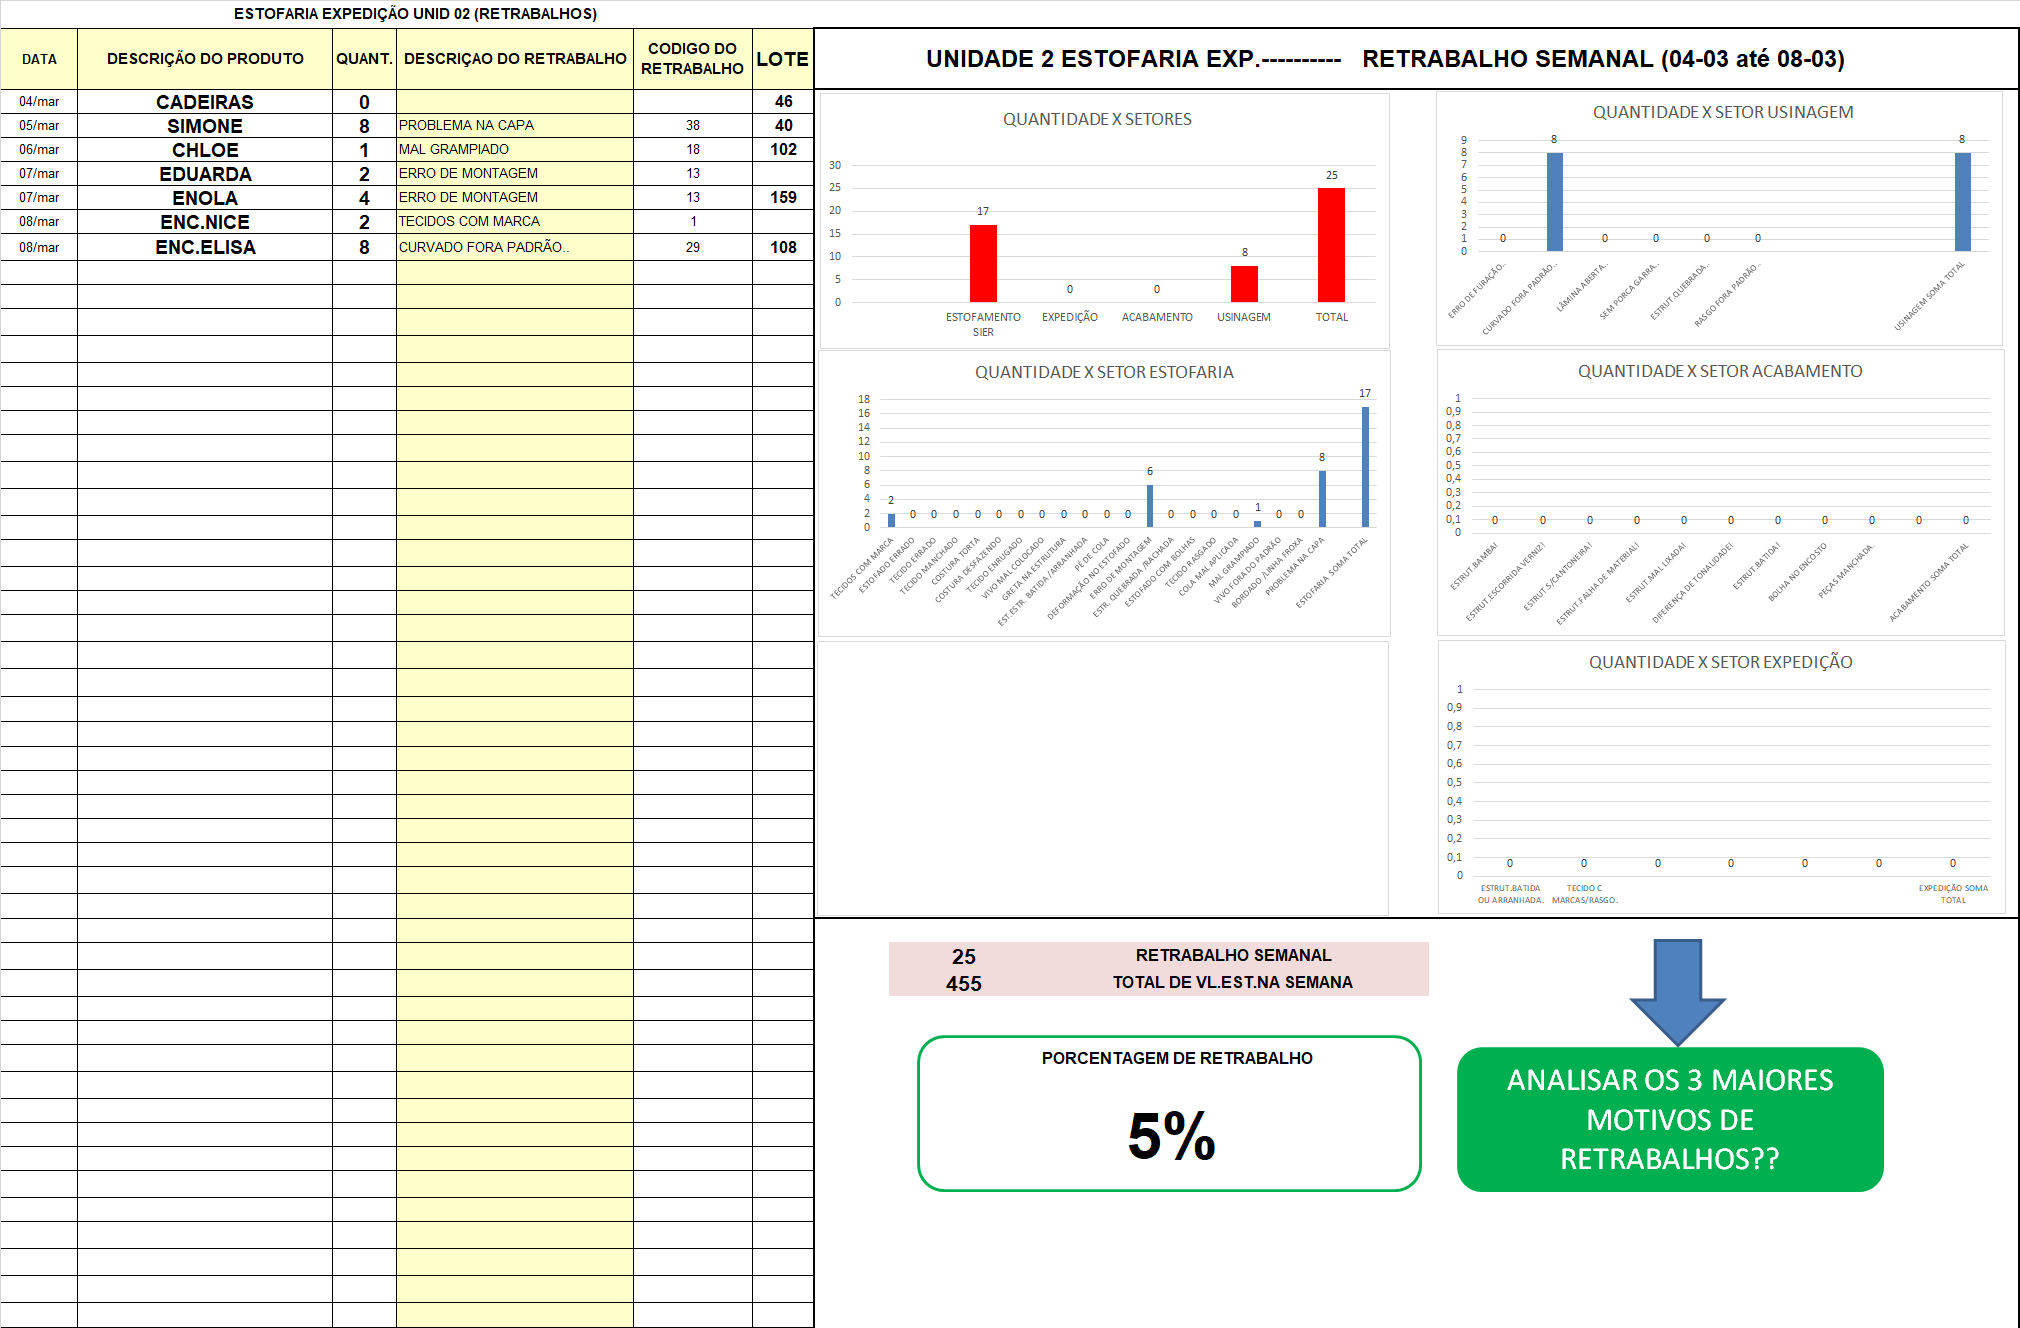 ESTOFARIA EXPEDIÇÃO UNID 02 (RETRABALHOS)
DATA DESCRIÇÃO DO PRODUTO QUANT. DESCRIÇAO DO RETRABALHO CODIGO DO RETRABALHO LOTE
04/mar CADEIRAS 0 46
05/mar SIMONE 8 PROBLEMA NA CAPA 38 40
06/mar CHLOE 1 MAL GRAMPIADO 18 102
07/mar EDUARDA 2 ERRO DE MONTAGEM 13
07/mar ENOLA 4 ERRO DE MONTAGEM 13 159
08/mar ENC.NICE 2 TECIDOS COM MARCA 1
08/mar ENC.ELISA 8 CURVADO FORA PADRÃO.. 29 108
UNIDADE 2 ESTOFARIA EXP.---------- RETRABALHO SEMANAL (04-03 até 08-03)
QUANTIDADE X SETORES
30
25
20
15
10
5
0
17 0 0 8 25
ESTOFAMENTO SIER EXPEDIÇÃO ACABAMENTO USINAGEM TOTAL
QUANTIDADE X SETOR USINAGEM
9
8
7
6
5
4
3
2
1
0
0 8 0 0 0 0 8
ERRO DE FURAÇÃO..
CURVADO FORA PADRÃO..
LÂMINA ABERTA..
SEM PORCA GARRA..
ESTRUT.QUEBRADA..
RASGO FORA PADRÃO..
USINAGEM SOMA TOTAL
QUANTIDADE X SETOR ESTOFARIA
18
16
14
12
10
8
6
4
2
0
2 0 0 0 0 0 0 0 0 0 0 0 6 0 0 0 0 1 0 0 8 17
TECIDOS COM MARCA
ESTOFADO ERRADO
TECIDO ERRADO
TECIDO MANCHADO
COSTURA TORTA
COSTURA DESFAZENDO
TECIDO ENRUGADO
VIVO MAL COLOCADO
GRETA NA ESTRUTURA
EST.ESTR. BATIDA /ARRANHADA
PÉ DE COLA
DEFORMAÇÃO NO ESTOFADO
ERRO DE MONTAGEM
ESTR. QUEBRADA /RACHADA
ESTOFADO COM BOLHAS
TECIDO RASGADO
COLA MAL APLICADA
MAL GRAMPIADO
VIVO FORA DO PADRÃO
BORDADO /LINHA FROXA
PROBLEMA NA CAPA
ESTOFARIA SOMA TOTAL
QUANTIDADE X SETOR ACABAMENTO
1
0,9
0,8
0,7
0,6
0,5
0,4
0,3
0,2
0,1
0
0 0 0 0 0 0 0 0 0 0 0
ESTRUT.BAMBA!
ESTRUT.ESCORRIDA VERNIZ!
ESTRUT.S/CANTONEIRA!
ESTRUT.FALHA DE MATERIAL!
ESTRUT.MAL LIXADA!
DIFERENÇA DE TONALIDADE!
ESTRUT.BATIDA!
BOLHA NO ENCOSTO
PEÇAS MANCHADA.
ACABAMENTO SOMA TOTAL
QUANTIDADE X SETOR EXPEDIÇÃO
1
0,9
0,8
0,7
0,6
0,5
0,4
0,3
0,2
0,1
0
0 0 0 0 0 0 0
ESTRUT.BATIDA TECIDO C EXPEDIÇÃO SOMA
OU ARRANHADA. MARCAS/RASGO. TOTAL
25 RETRABALHO SEMANAL
455 TOTAL DE VL.EST.NA SEMANA
PORCENTAGEM DE RETRABALHO
5%
ANALISAR OS 3 MAIORES
MOTIVOS DE
RETRABALHOS??